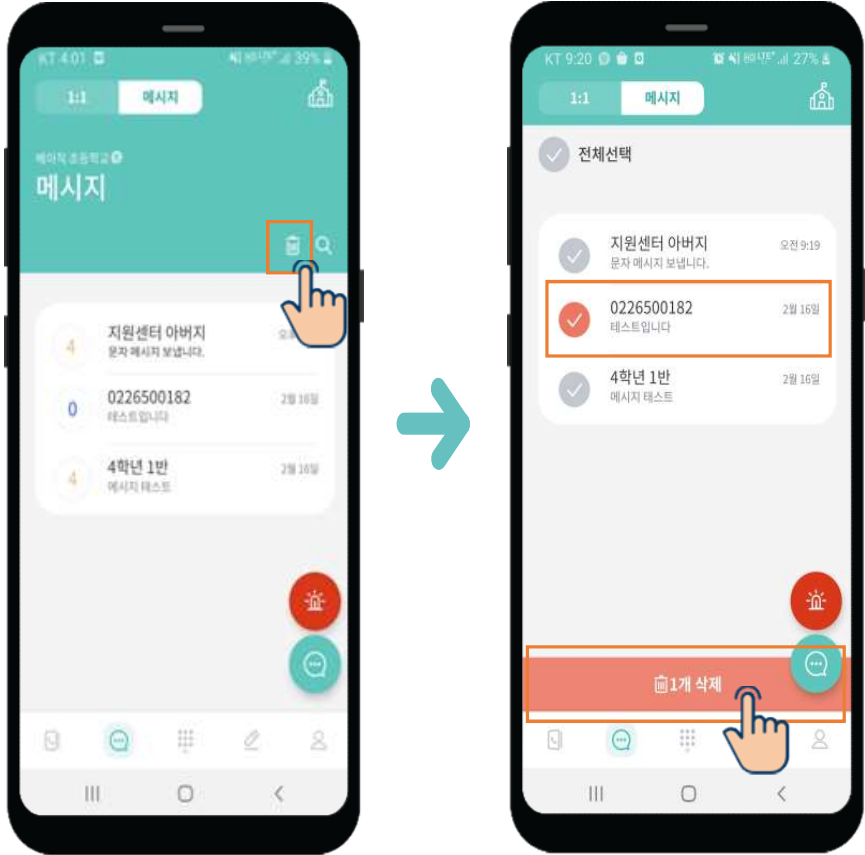 KT 4:01
39%
1:1
메시지
메시지
4
지원센터 아버지
문자 메시지 보냅니다.
0
0226500182
2월 16일
테스트입니다
4
4학년 1반
2월 16일
메시지 테스트
KT 9:20
27%
1:1
메시지
전체선택
지원센터 아버지
오전 9:19
문자 메시지 보냅니다.
0226500182
2월 16일
테스트입니다
4학년 1반
2월 16일
메시지 테스트
1개 삭제